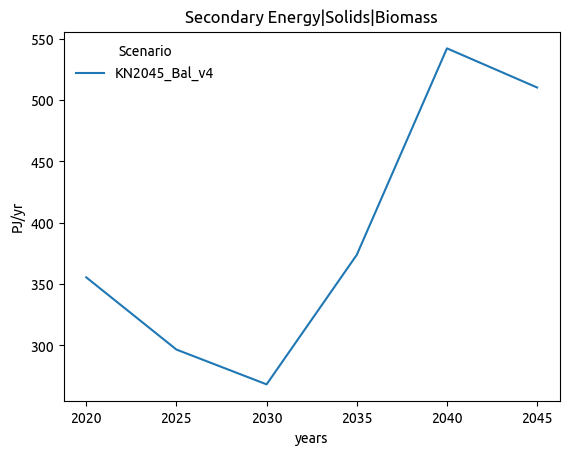 Secondary Energy|Solids|Biomass
Scenario
KN2045_Bal_v4
PJ/yr
550
500
450
400
350
300
2020 2025 2030 2035 2040 2045
years